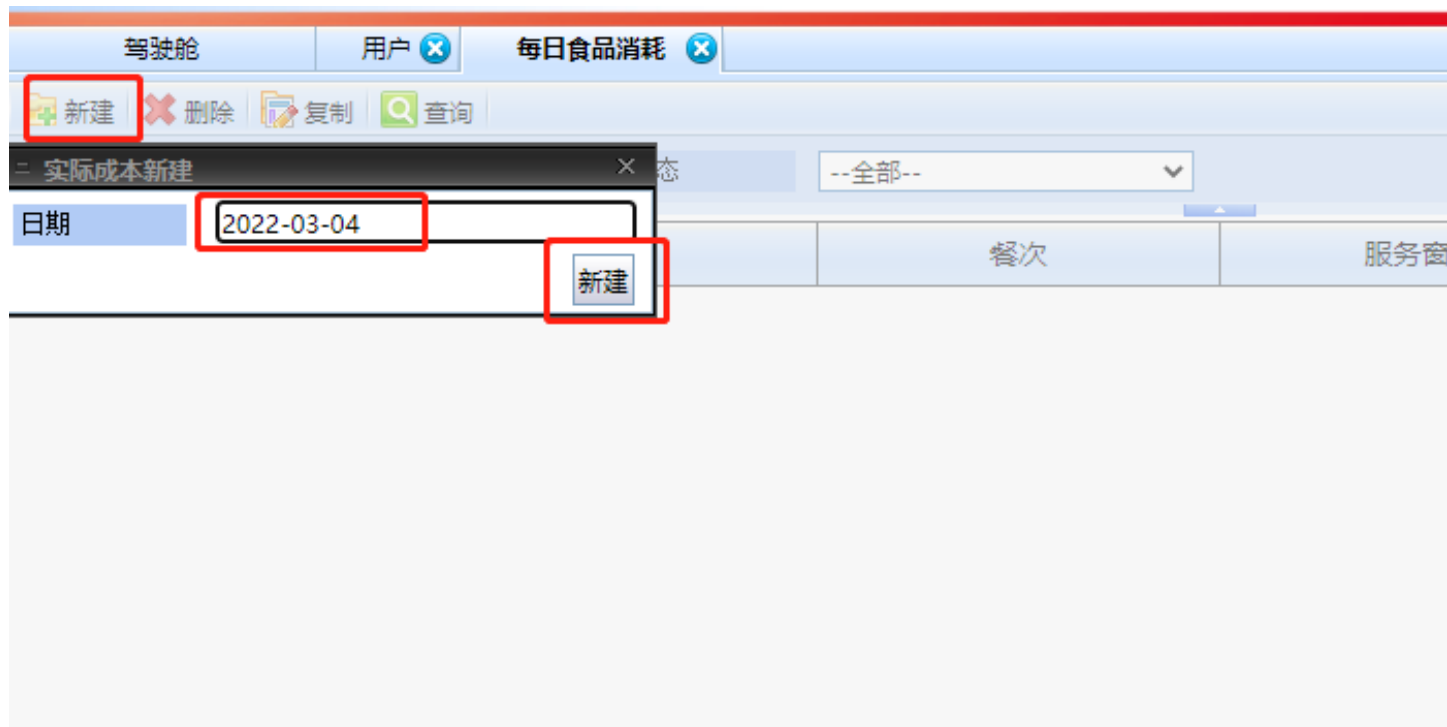 驾驶舱 用户 每日食品消耗
新建 删除 复制 查询
实际成本新建
态 --全部--
日期 2022-03-04
餐次 服务窗
新建